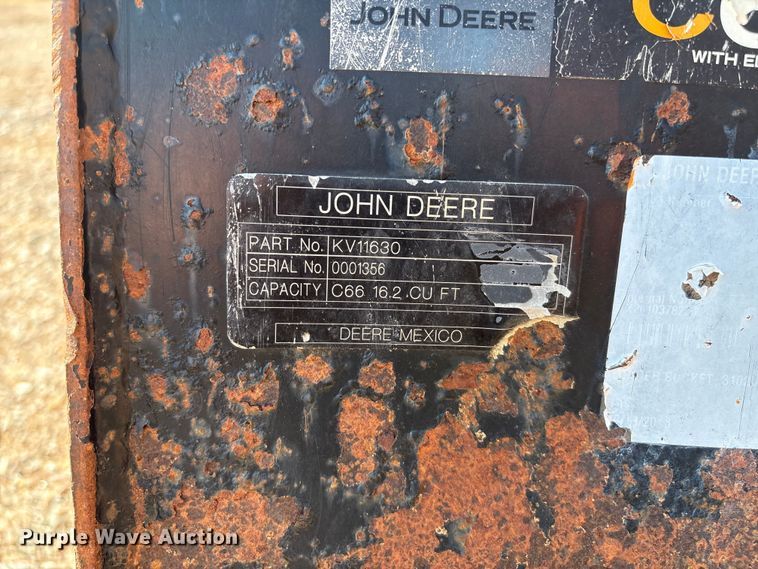 JOHN DEERE
WITH
JOHN DEERE
PART No. KV11630
SERIAL No. 0001356
CAPACITY C66 16.2 CU FT
DEERE MEXICO
JOHN DEER
Purple Wave Auction